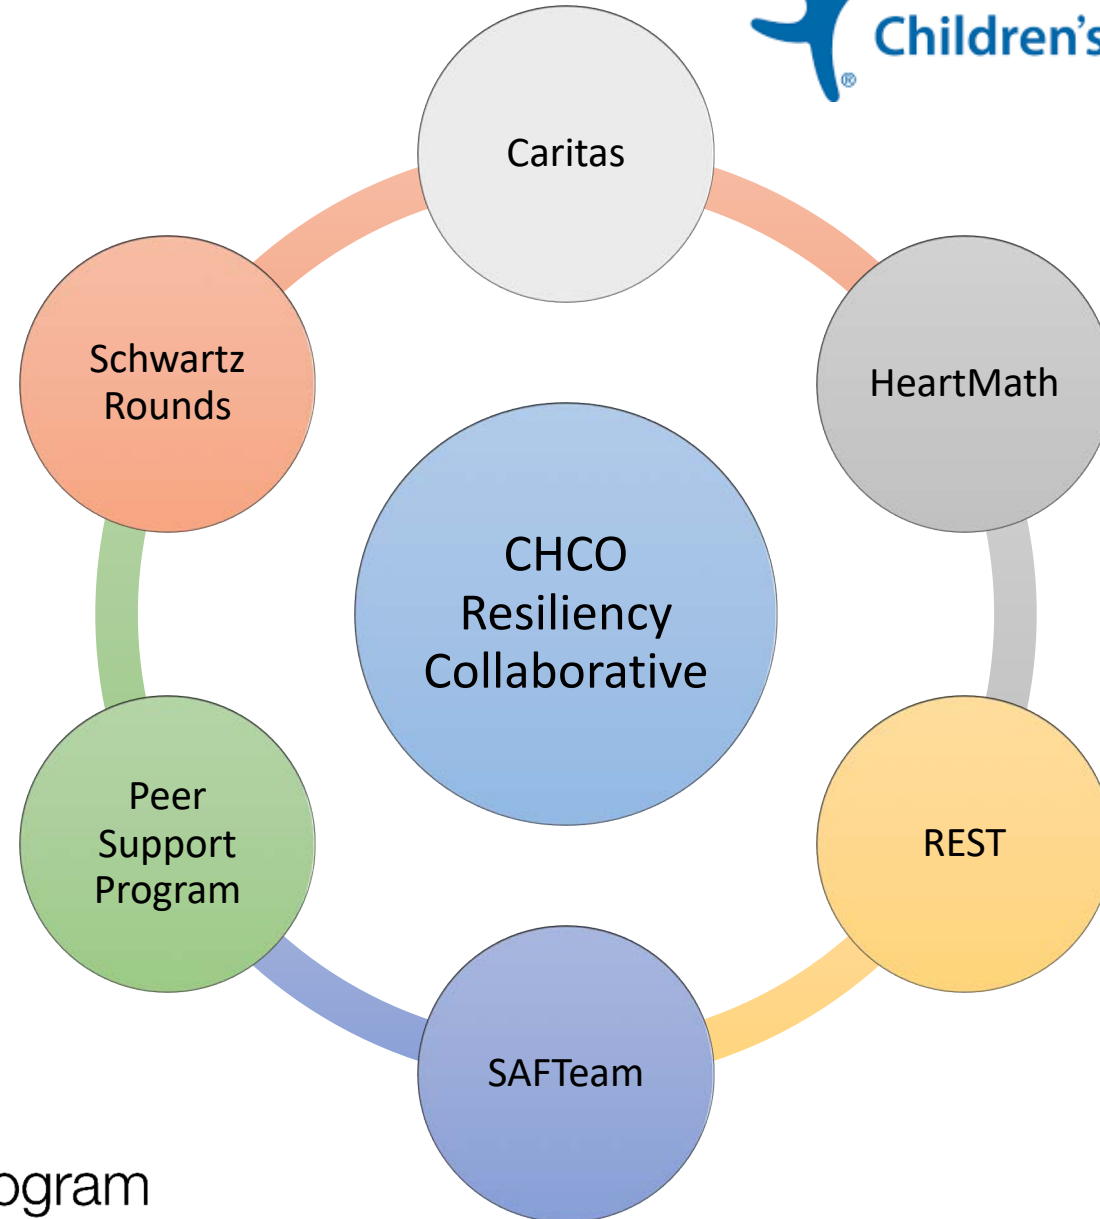 Children's
®
Caritas
Schwartz
Rounds
HeartMath
CHCO
Resiliency
Collaborative
Peer
Support
Program
REST
SAFTeam
ogram